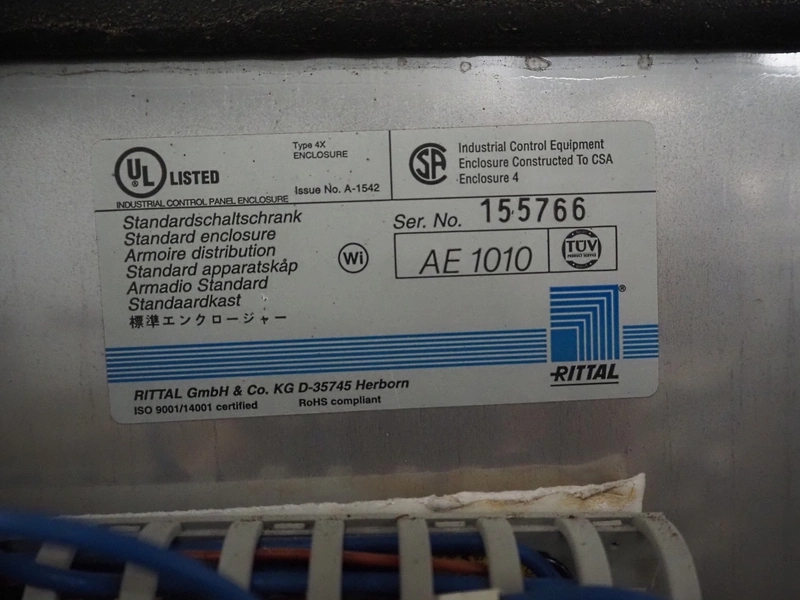 UL
®
LISTED
Type 4X
ENCLOSURE
Issue No. A-1542
INDUSTRIAL CONTROL PANEL ENCLOSURE
SA
Industrial Control Equipment
Enclosure Constructed To CSA
Enclosure 4
Standardschaltschrank
Standard enclosure
Armoire distribution
Standard apparatskåp
Armadio Standard
Standaardkast
標準エンクロージャー
Wi
Ser. No. 155766
AE 1010
TÜV
PRODUCT SERVICE
®
RITTAL
RITTAL GmbH & Co. KG D-35745 Herborn
ISO 9001/14001 certified RoHS compliant